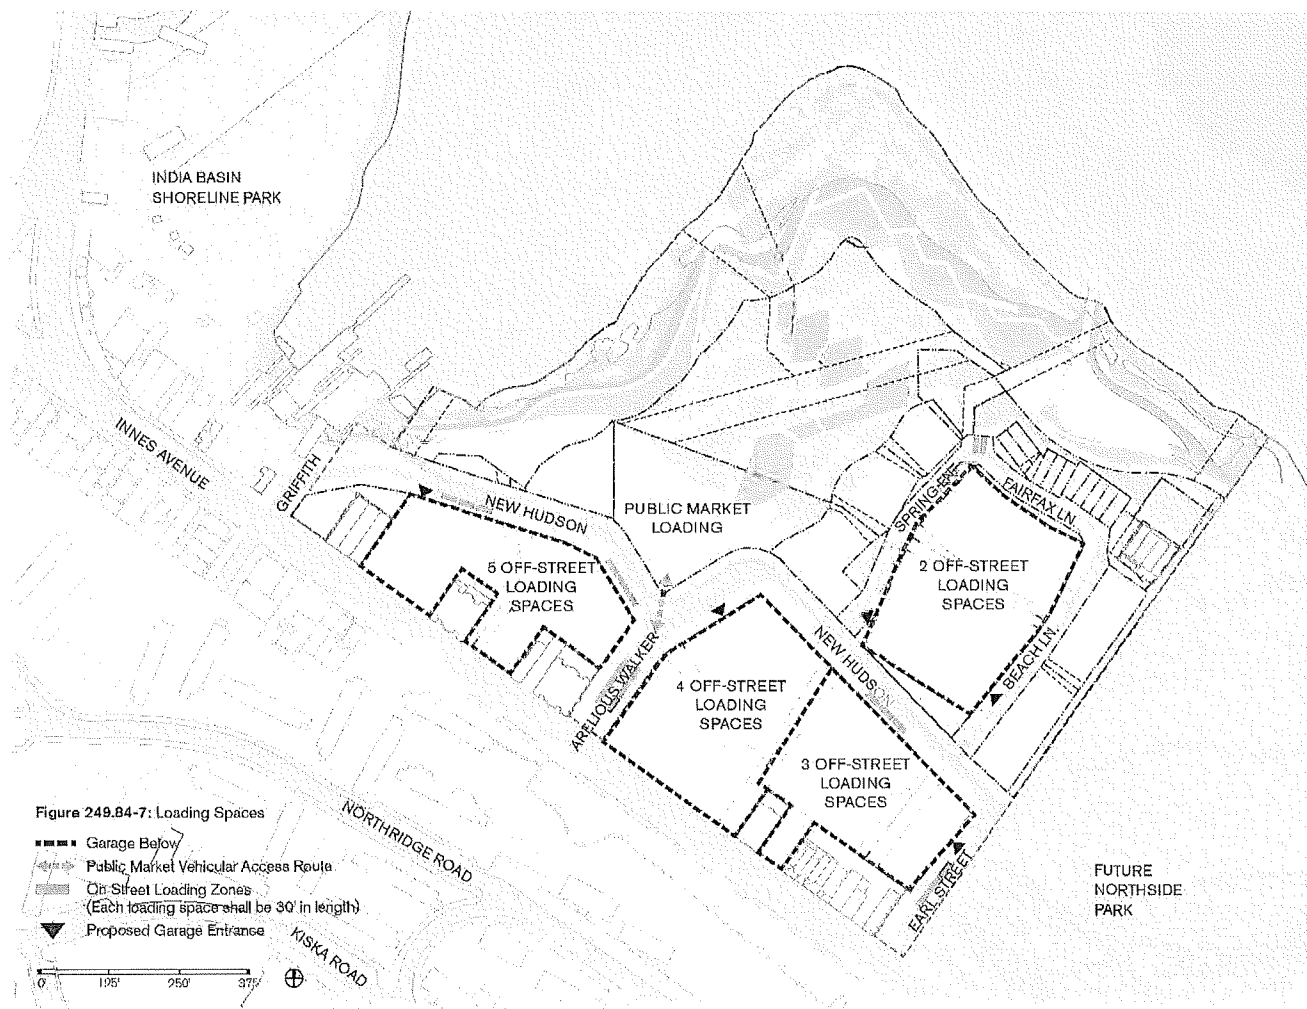 INDIA BASIN
SHORELINE PARK
INNES AVENUE
GRIFFITH
NEW HUDSON
PUBLIC MARKET
LOADING
SPRING LNE
FAIRFAX LN.
5 OFF-STREET
LOADING
SPACES
2 OFF-STREET
LOADING
SPACES
ARELIOUS WALKER
NEW HUDSON
BEACH LN.
4 OFF-STREET
LOADING
SPACES
3 OFF-STREET
LOADING
SPACES
EARL STREET
NORTHRIDGE ROAD
KISKA ROAD
FUTURE
NORTHSIDE
PARK
Figure 249.84-7: Loading Spaces
Garage Below
Public Market Vehicular Access Route
On Street Loading Zones
(Each loading space shall be 30' in length)
Proposed Garage Entrance
0' 125' 250' 375'